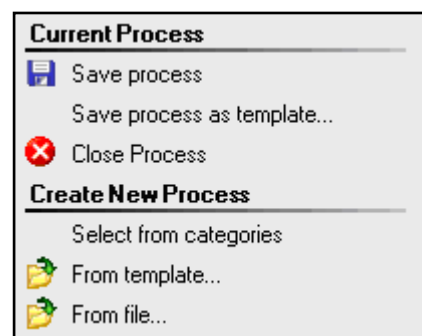 Current Process
Save process
Save process as template...
Close Process
Create New Process
Select from categories
From template...
From file...